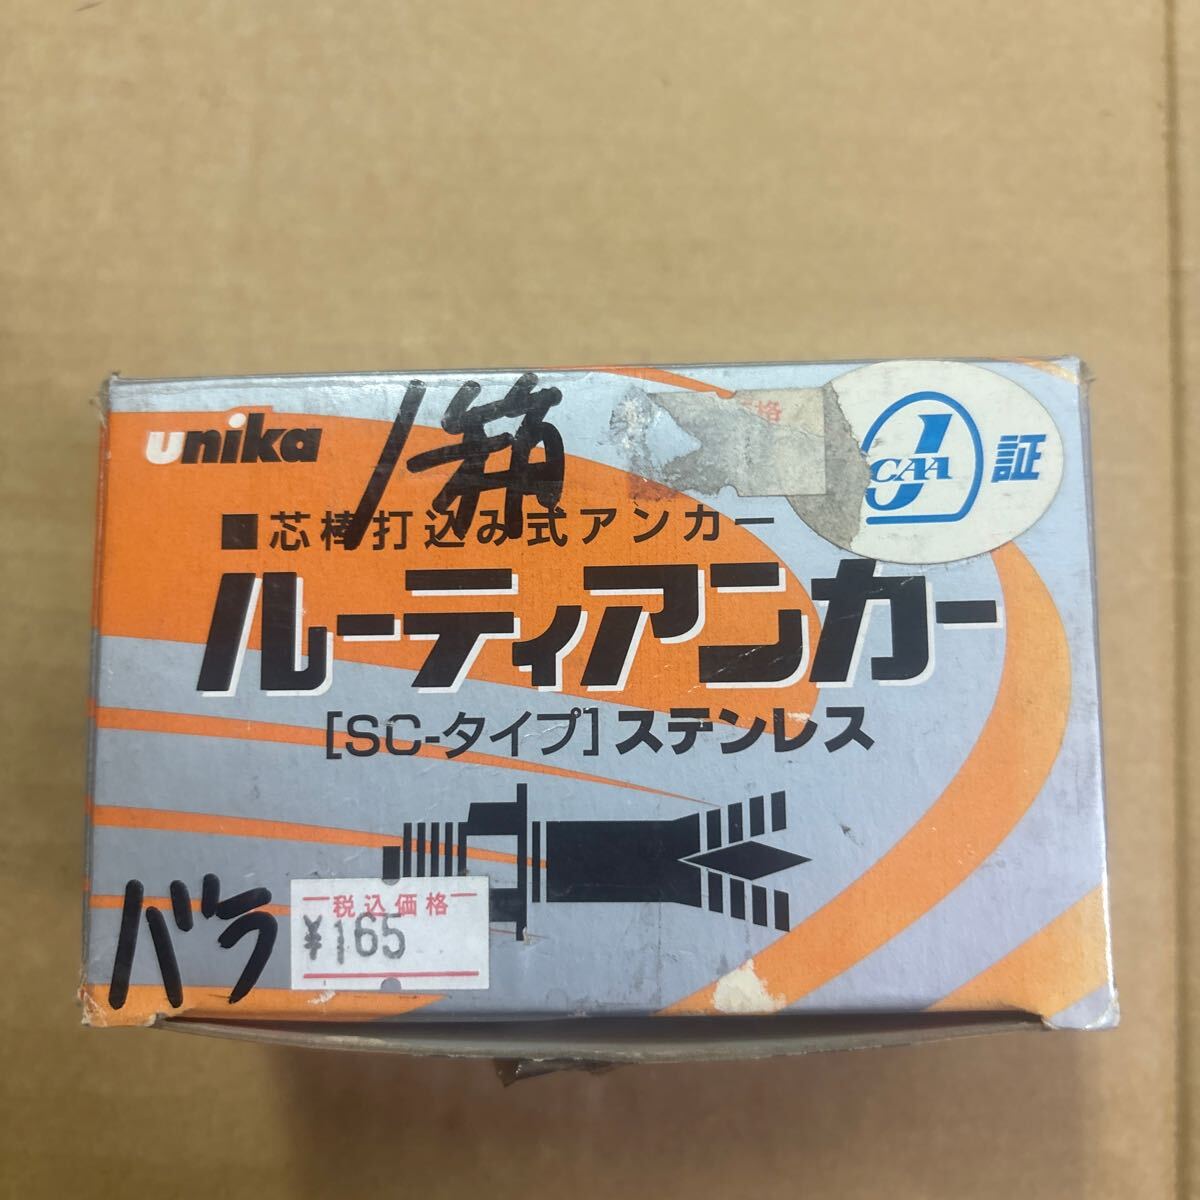 unika
1箱
■芯棒打込み式アンカー
ルーティアンカー
[SC-タイプ]ステンレス
格
JCAA 証
バラ
税込価格
¥165